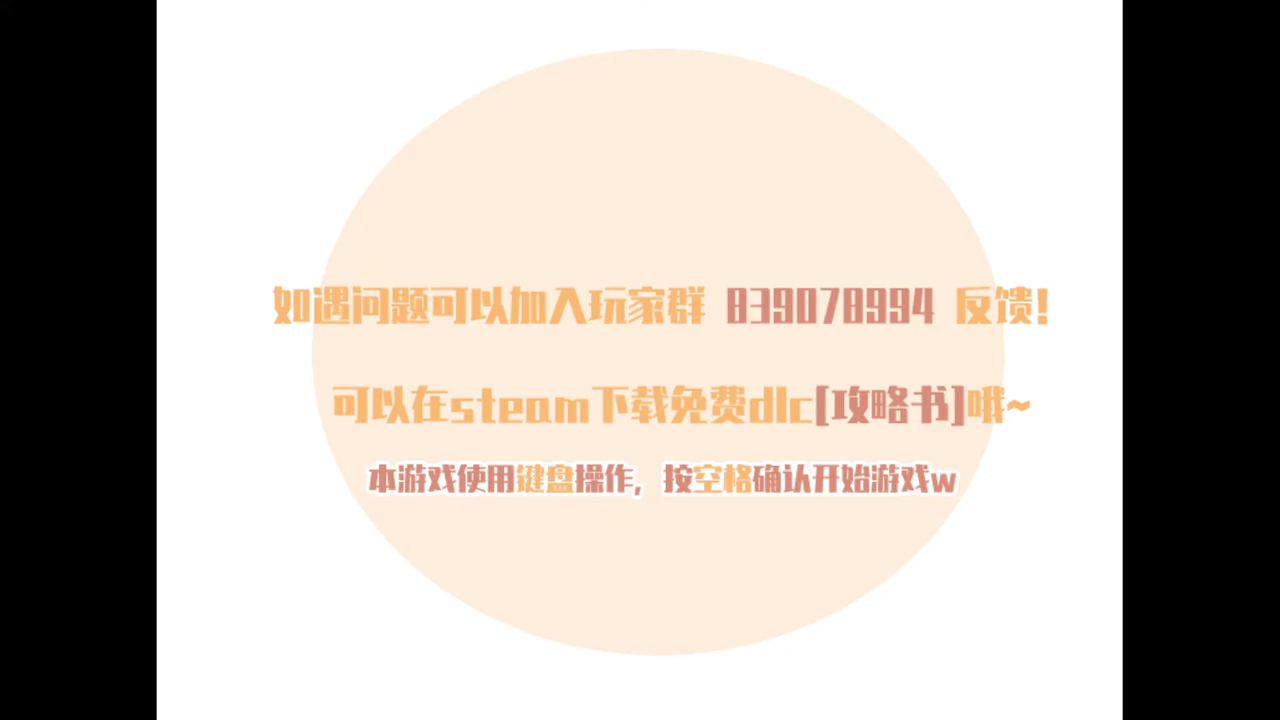 如遇问题可以加入玩家群 839078994 反馈!
可以在steam下载免费dlc[攻略书]哦~
本游戏使用键盘操作, 按空格确认开始游戏w